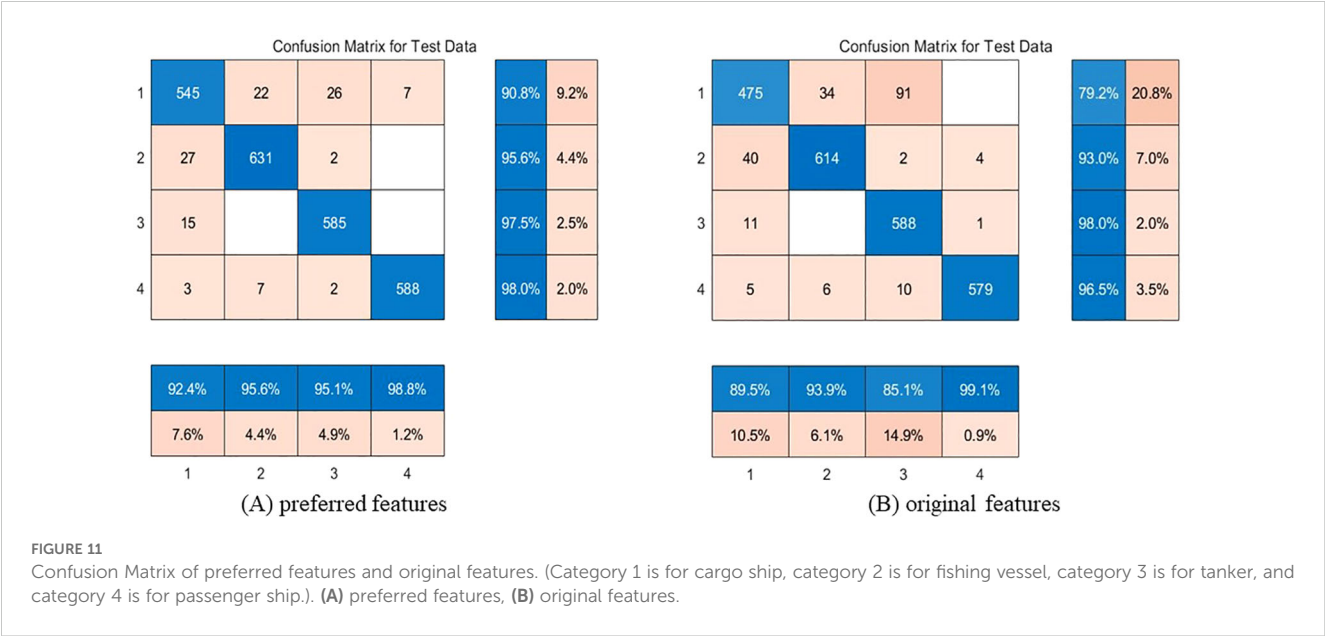 Confusion Matrix for Test Data
1 545 22 26 7 90.8% 9.2%
2 27 631 2 95.6% 4.4%
3 15 585 97.5% 2.5%
4 3 7 2 588 98.0% 2.0%
92.4% 95.6% 95.1% 98.8%
7.6% 4.4% 4.9% 1.2%
1 2 3 4
(A) preferred features
Confusion Matrix for Test Data
1 475 34 91 79.2% 20.8%
2 40 614 2 4 93.0% 7.0%
3 11 588 1 98.0% 2.0%
4 5 6 10 579 96.5% 3.5%
89.5% 93.9% 85.1% 99.1%
10.5% 6.1% 14.9% 0.9%
1 2 3 4
(B) original features
FIGURE 11
Confusion Matrix of preferred features and original features. (Category 1 is for cargo ship, category 2 is for fishing vessel, category 3 is for tanker, and
category 4 is for passenger ship.). (A) preferred features, (B) original features.